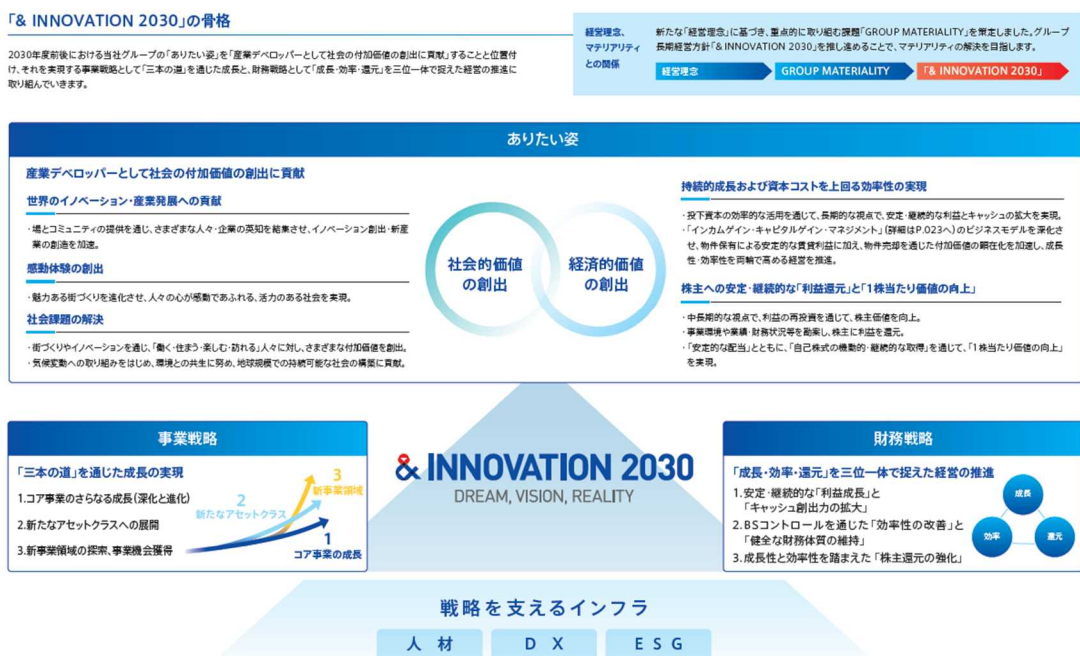 「& INNOVATION 2030」の骨格
2030年度前後における当社グループの「ありたい姿」を「産業デベロッパーとして社会の付加価値の創出に貢献」することと位置付
け、それを実現する事業戦略として「三本の道」を通じた成長と、財務戦略として「成長・効率・還元」を三位一体で捉えた経営の推進に
取り組んでいきます。
経営理念、
マテリアリティ
との関係
新たな「経営理念」に基づき、重点的に取り組む課題「GROUP MATERIALITY」を策定しました。グループ
長期経営方針「& INNOVATION 2030」を推し進めることで、マテリアリティの解決を目指します。
経営理念
GROUP MATERIALITY
「& INNOVATION 2030」
ありたい姿
産業デベロッパーとして社会の付加価値の創出に貢献
世界のイノベーション・産業発展への貢献
・場とコミュニティの提供を通じ、さまざまな人々・企業の英知を結集させ、イノベーション創出・新産
業の創造を加速。
感動体験の創出
・魅力ある街づくりを進化させ、人々の心が感動であふれる、活力のある社会を実現。
社会課題の解決
・街づくりやイノベーションを通じ、「働く・住まう・楽しむ・訪れる」人々に対し、さまざまな付加価値を創出。
・気候変動への取り組みをはじめ、環境との共生に努め、地球規模での持続可能な社会の構築に貢献。
社会的価値
の創出
経済的価値
の創出
持続的成長および資本コストを上回る効率性の実現
・投下資本の効率的な活用を通じて、長期的な視点で、安定・継続的な利益とキャッシュの拡大を実現。
・「インカムゲイン・キャピタルゲイン・マネジメント」(詳細はP.023へ)のビジネスモデルを深化さ
せ、物件保有による安定的な賃貸利益に加え、物件売却を通じた付加価値の顕在化を加速し、成長
性・効率性を両輪で高める経営を推進。
株主への安定・継続的な「利益還元」と「1株当たり価値の向上」
・中長期的な視点で、利益の再投資を通じて、株主価値を向上。
・事業環境や業績・財務状況等を勘案し、株主に利益を還元。
・「安定的な配当」とともに、「自己株式の機動的・継続的な取得」を通じて、「1株当たり価値の向上」
を実現。
事業戦略
「三本の道」を通じた成長の実現
1.コア事業のさらなる成長(深化と進化)
2.新たなアセットクラスへの展開
3.新事業領域の探索、事業機会獲得
3
新事業領域
2
新たなアセットクラス
1
コア事業の成長
& INNOVATION 2030
DREAM, VISION, REALITY
財務戦略
「成長・効率・還元」を三位一体で捉えた経営の推進
1.安定・継続的な「利益成長」と
「キャッシュ創出力の拡大」
2.BSコントロールを通じた「効率性の改善」と
「健全な財務体質の維持」
3.成長性と効率性を踏まえた「株主還元の強化」
成長
効率
還元
戦略を支えるインフラ
人 材
D X
E S G